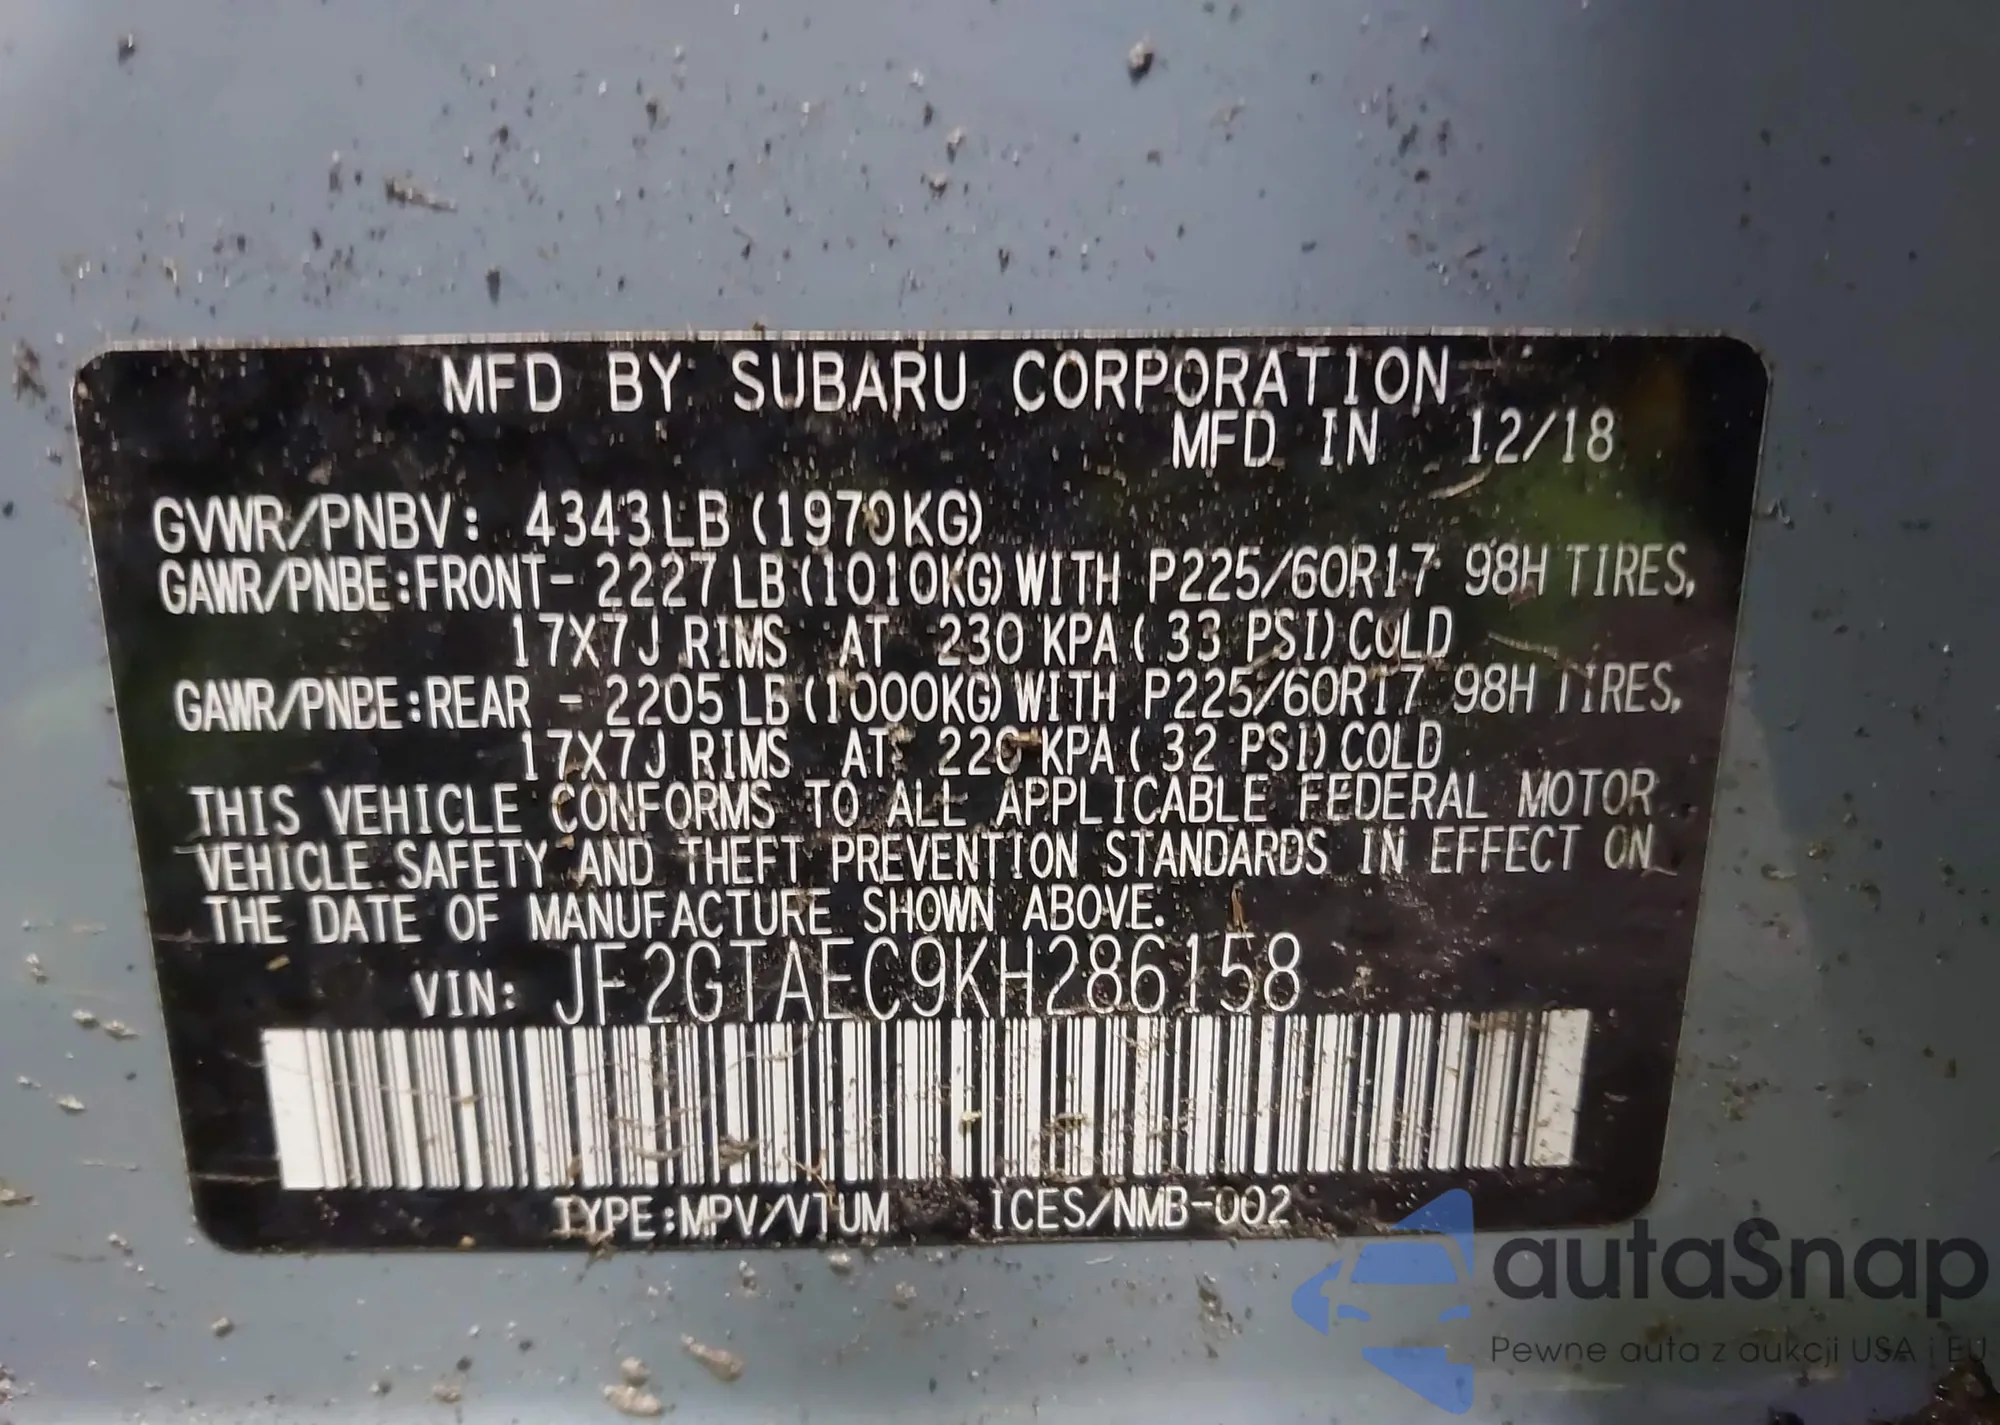 MFD BY SUBARU CORPORATION
MFD IN 12/18
GVWR/PNBV: 4343LB (1970KG)
GAWR/PNBE:FRONT- 2227LB(1010KG)WITH P225/60R17 98H TIRES,
17X7J RIMS AT 230 KPA( 33 PSI)COLD
GAWR/PNBE:REAR - 2205LB(1000KG)WITH P225/60R17 98H TIRES,
17X7J RIMS AT 220 KPA( 32 PSI)COLD
THIS VEHICLE CONFORMS TO ALL APPLICABLE FEDERAL MOTOR
VEHICLE SAFETY AND THEFT PREVENTION STANDARDS IN EFFECT ON
THE DATE OF MANUFACTURE SHOWN ABOVE.
VIN: JF2GTAEC9KH286158
TYPE:MPV/VTUM ICES/NMB-002
autaSnap
Pewne auta z aukcji USA i EU